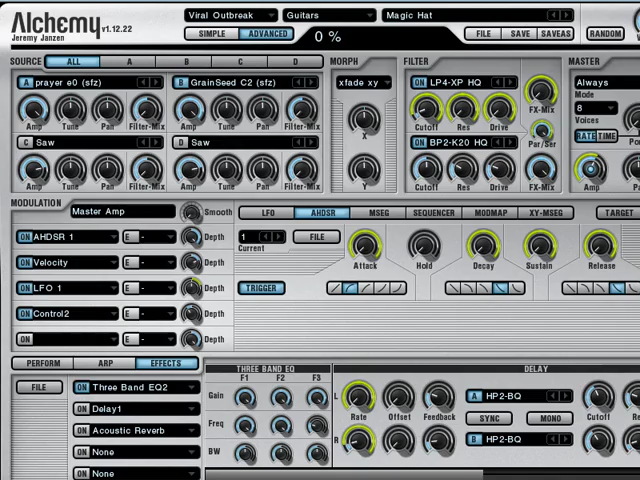 Alchemy v1.12.22
Jeremy Janzen
Viral Outbreak Guitars Magic Hat
SIMPLE ADVANCED 0 % FILE SAVE SAVEAS RANDOM
SOURCE ALL A B C D MORPH FILTER MASTER
A prayer e0 (sfz) B GrainSeed C2 (sfz) xfade xy ON LP4-XP HQ Always
Mode
8
Voices
Amp Tune Pan Filter-Mix Amp Tune Pan Filter-Mix X Cutoff Res Drive FX-Mix
Par/Ser
RATE TIME
C Saw D Saw ON BP2-K20 HQ
Amp Tune Pan Filter-Mix Amp Tune Pan Filter-Mix Y Cutoff Res Drive FX-Mix Amp
MODULATION Master Amp Smooth LFO AHDSR MSEG SEQUENCER MODMAP XY-MSEG TARGET
ON AHDSR 1 E - Depth 1 FILE
Current
Attack Hold Decay Sustain Release
ON Velocity E - Depth
ON LFO 1 E - Depth TRIGGER
ON Control2 E - Depth
ON E - Depth
PERFORM ARP EFFECTS THREE BAND EQ DELAY
F1 F2 F3
FILE ON Three Band EQ2 Gain L A HP2-BQ
ON Delay1 Rate Offset Feedback SYNC MONO Cutoff
ON Acoustic Reverb Freq R B HP2-BQ
ON None BW
ON None